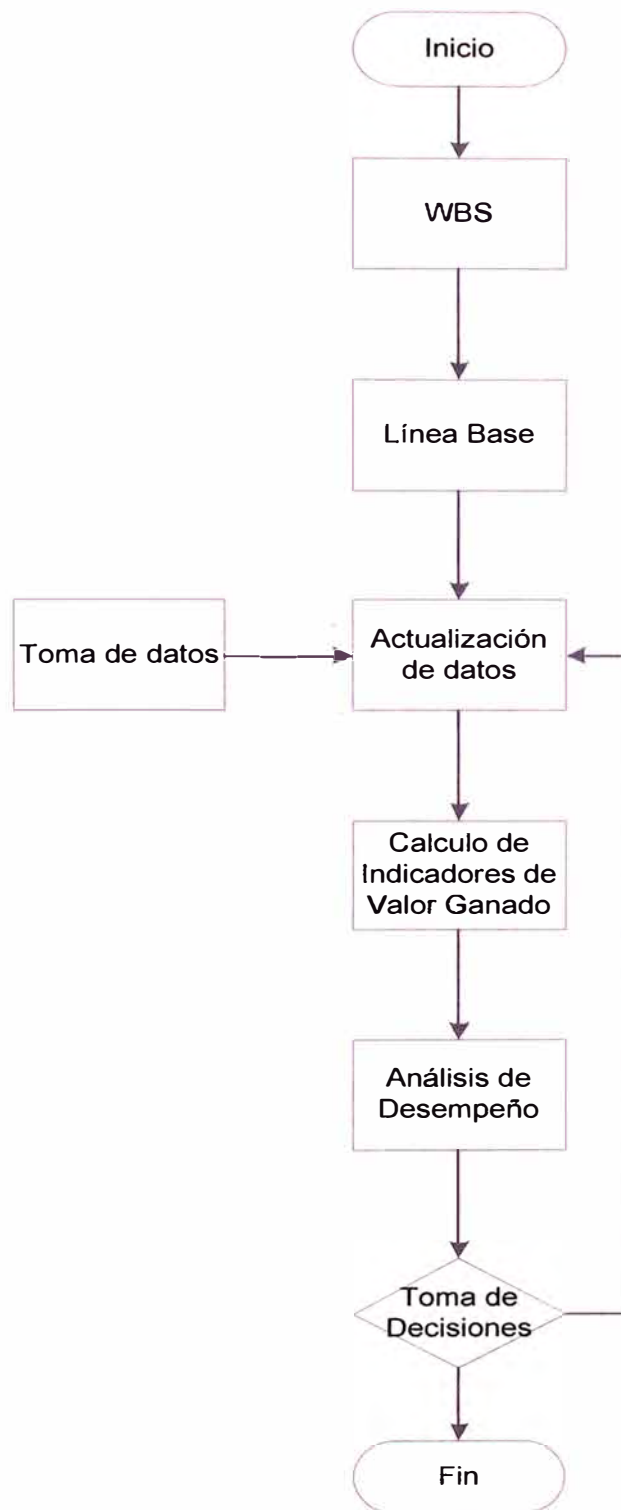 Inicio
WBS
Línea Base
Toma de datos
Actualización
de datos
Calculo de
Indicadores de
Valor Ganado
Análisis de
Desempeño
Toma de
Decisiones
Fin